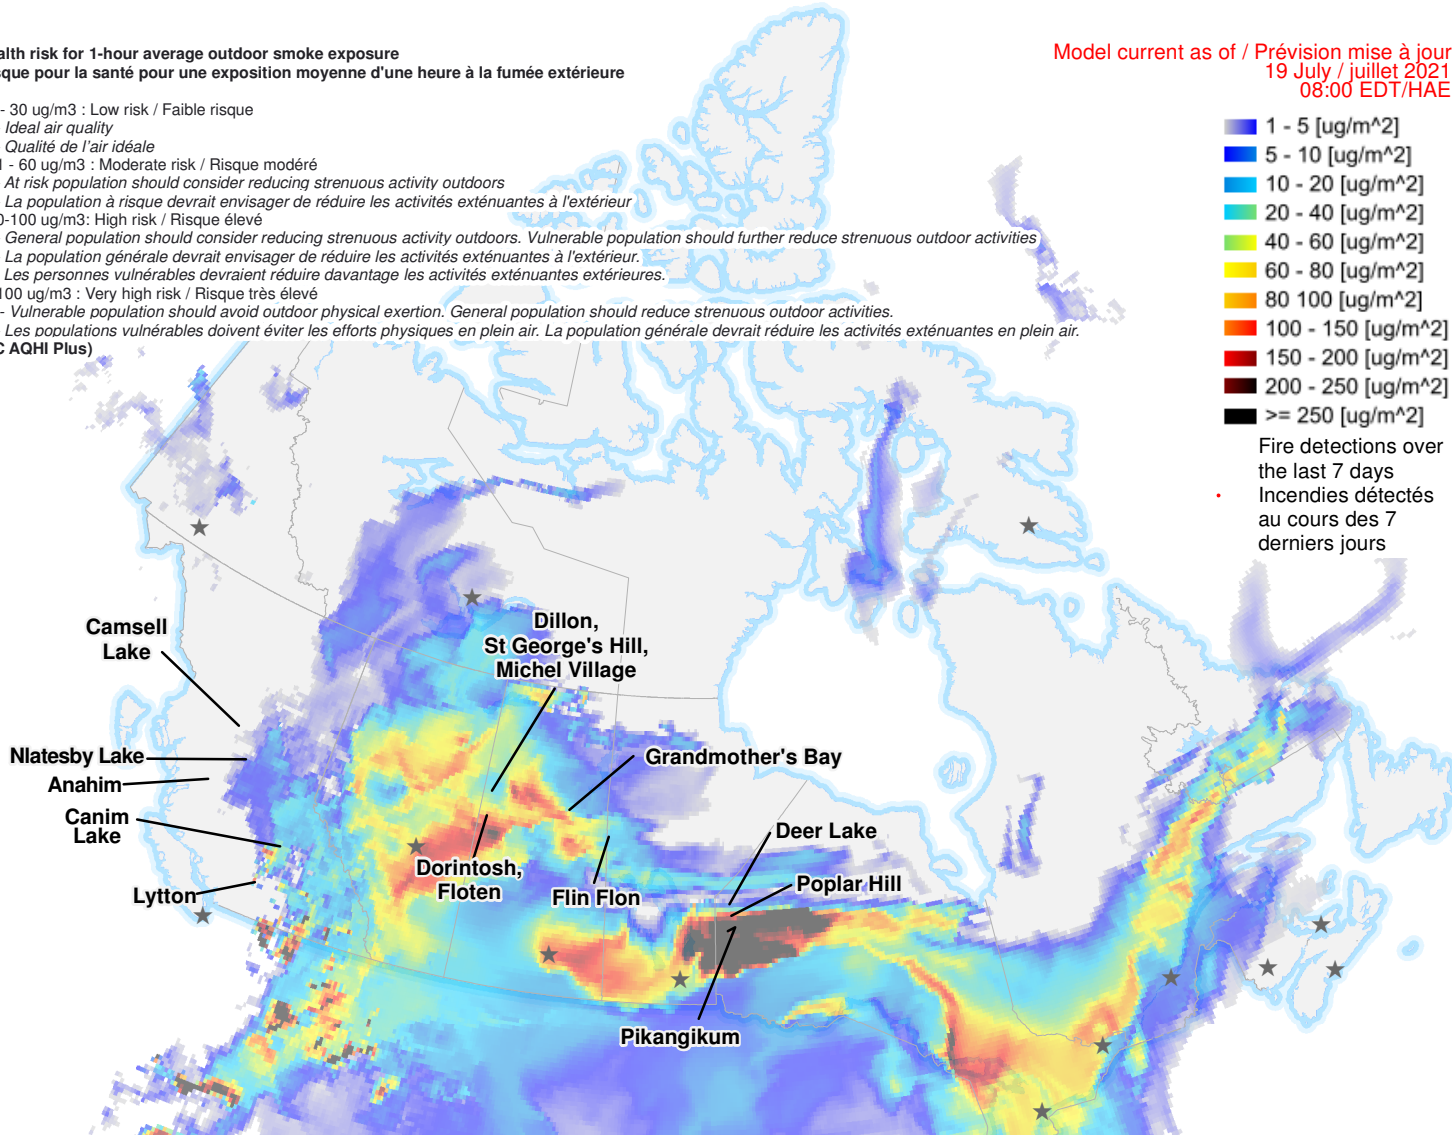 alth risk for 1-hour average outdoor smoke exposure
sque pour la santé pour une exposition moyenne d'une heure à la fumée extérieure
- 30 ug/m3 : Low risk / Faible risque
Ideal air quality
Qualité de l'air idéale
- 60 ug/m3 : Moderate risk / Risque modéré
At risk population should consider reducing strenuous activity outdoors
La population à risque devrait envisager de réduire les activités exténuantes à l'extérieur
0-100 ug/m3: High risk / Risque élevé
General population should consider reducing strenuous activity outdoors. Vulnerable population should further reduce strenuous outdoor activities
La population générale devrait envisager de réduire les activités exténuantes à l'extérieur.
Les personnes vulnérables devraient réduire davantage les activités exténuantes extérieures.
100 ug/m3 : Very high risk / Risque très élevé
- Vulnerable population should avoid outdoor physical exertion. General population should reduce strenuous outdoor activities.
Les populations vulnérables doivent éviter les efforts physiques en plein air. La population générale devrait réduire les activités exténuantes en plein air.
C AQHI Plus)
Model current as of / Prévision mise à jour
19 July / juillet 2021
08:00 EDT/HAE
1 - 5 [ug/m^2]
5 - 10 [ug/m^2]
10 - 20 [ug/m^2]
20 - 40 [ug/m^2]
40 - 60 [ug/m^2]
60 - 80 [ug/m^2]
80 100 [ug/m^2]
100 - 150 [ug/m^2]
150 - 200 [ug/m^2]
200 - 250 [ug/m^2]
>= 250 [ug/m^2]
Fire detections over
the last 7 days
Incendies détectés
au cours des 7
derniers jours
Camsell
Lake
Dillon,
St George's Hill,
Michel Village
Nlatesby Lake
Anahim
Grandmother's Bay
Canim
Lake
Deer Lake
Dorintosh,
Floten
Flin Flon
Poplar Hill
Lytton
Pikangikum